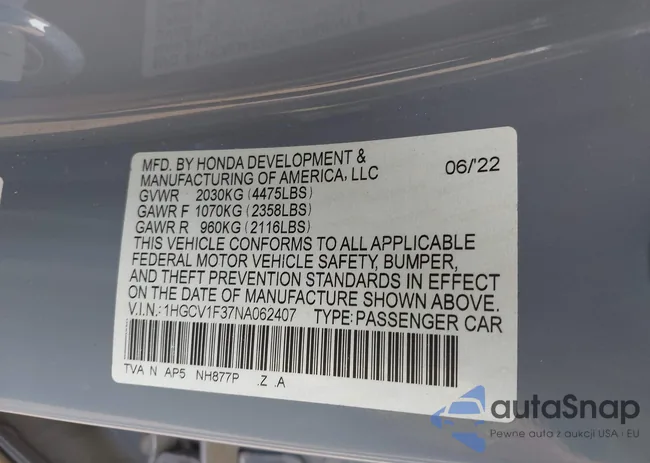 MFD. BY HONDA DEVELOPMENT &
MANUFACTURING OF AMERICA, LLC 06/'22
GVWR 2030KG (4475LBS)
GAWR F 1070KG (2358LBS)
GAWR R 960KG (2116LBS)
THIS VEHICLE CONFORMS TO ALL APPLICABLE
FEDERAL MOTOR VEHICLE SAFETY, BUMPER,
AND THEFT PREVENTION STANDARDS IN EFFECT
ON THE DATE OF MANUFACTURE SHOWN ABOVE.
V.I.N.: 1HGCV1F37NA062407 TYPE: PASSENGER CAR
TVA N AP5 NH877P .Z .A
autaSnap
Pewne auta z aukcji USA i EU